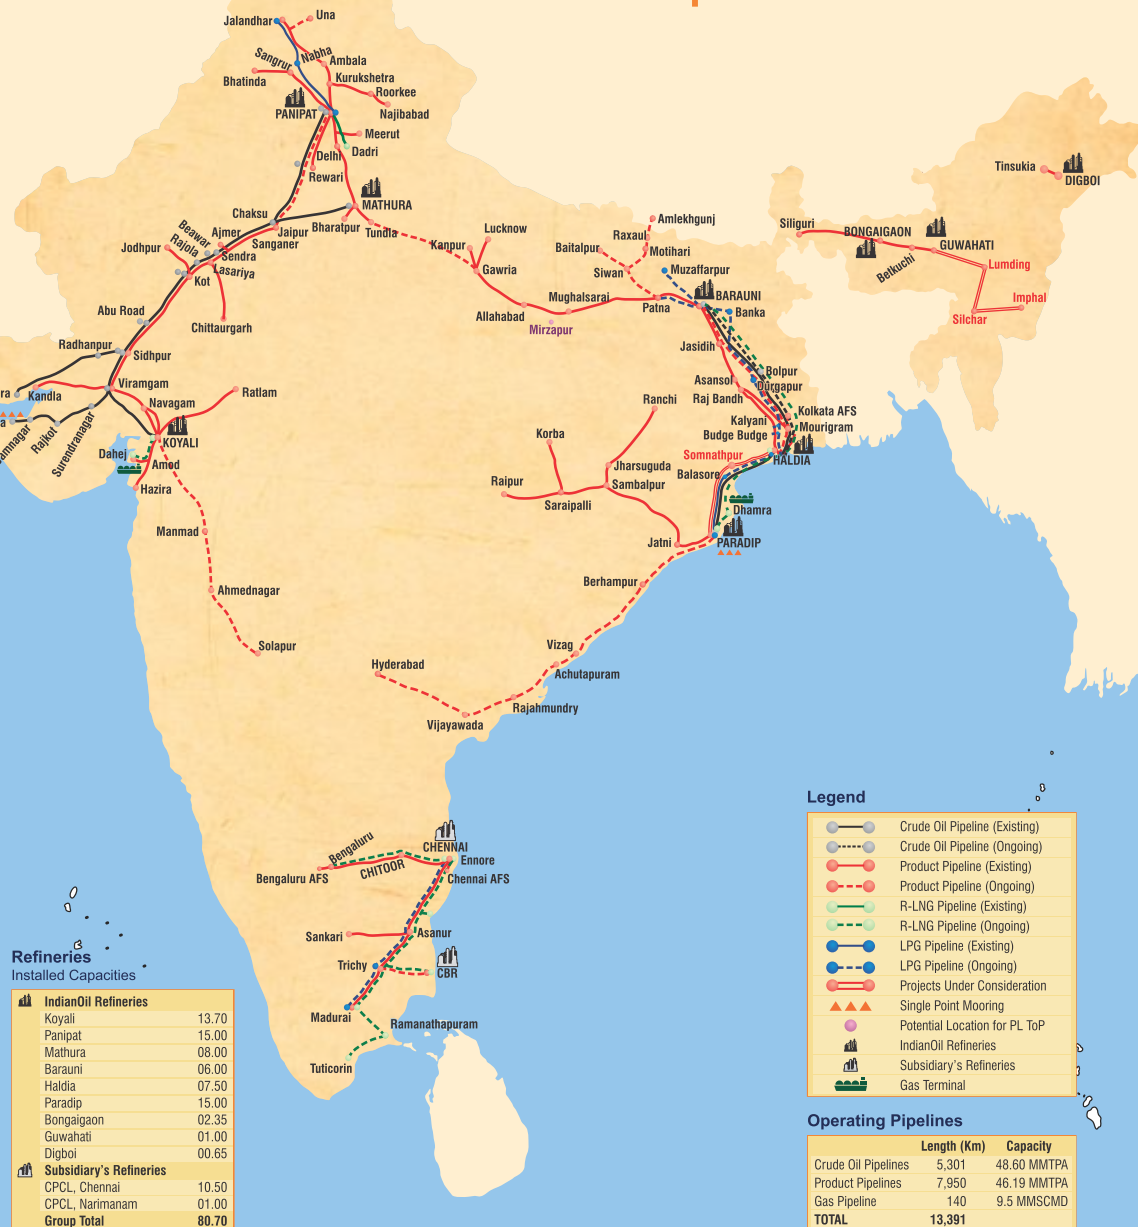 Jalandhar
Una
Nabha
Sangrur
Ambala
Bhatinda
Kurukshetra
Roorkee
Najibabad
PANIPAT
Meerut
Delhi
Dadri
Rewari
MATHURA
Chaksu
Bharatpur
Tundla
Jaipur
Sanganer
Ajmer
Beawar
Rajola
Sendra
Jodhpur
Lasariya
Kot
Chittaurgarh
Abu Road
Radhanpur
Sidhpur
ra
Kandla
Viramgam
Navagam
Ratlam
a
amnagar
Rajkot
Surendranagar
KOYALI
Dahej
Amod
Hazira
Manmad
Ahmednagar
Solapur
Kanpur
Lucknow
Gawria
Allahabad
Mughalsarai
Mirzapur
Amlekhgunj
Raxaul
Baitalpur
Motihari
Siwan
Muzaffarpur
BARAUNI
Patna
Banka
Jasidih
Bolpur
Asansol
Durgapur
Raj Bandh
Kolkata AFS
Kalyani
Mourigram
Budge Budge
Somnathpur
HALDIA
Balasore
Dhamra
PARADIP
Ranchi
Korba
Jharsuguda
Raipur
Sambalpur
Saraipalli
Jatni
Berhampur
Vizag
Achutapuram
Hyderabad
Rajahmundry
Vijayawada
Siliguri
BONGAIGAON
GUWAHATI
Betkuchi
Lumding
Imphal
Silchar
Tinsukia
DIGBOI
CHENNAI
Bengaluru
Ennore
CHITOOR
Bengaluru AFS
Chennai AFS
Sankari
Asanur
Trichy
CBR
Madurai
Ramanathapuram
Tuticorin
Refineries
Installed Capacities
IndianOil Refineries
Koyali 13.70
Panipat 15.00
Mathura 08.00
Barauni 06.00
Haldia 07.50
Paradip 15.00
Bongaigaon 02.35
Guwahati 01.00
Digboi 00.65
Subsidiary's Refineries
CPCL, Chennai 10.50
CPCL, Narimanam 01.00
Group Total 80.70
Legend
Crude Oil Pipeline (Existing)
Crude Oil Pipeline (Ongoing)
Product Pipeline (Existing)
Product Pipeline (Ongoing)
R-LNG Pipeline (Existing)
R-LNG Pipeline (Ongoing)
LPG Pipeline (Existing)
LPG Pipeline (Ongoing)
Projects Under Consideration
Single Point Mooring
Potential Location for PL ToP
IndianOil Refineries
Subsidiary's Refineries
Gas Terminal
Operating Pipelines
Length (Km) Capacity
Crude Oil Pipelines 5,301 48.60 MMTPA
Product Pipelines 7,950 46.19 MMTPA
Gas Pipeline 140 9.5 MMSCMD
TOTAL 13,391